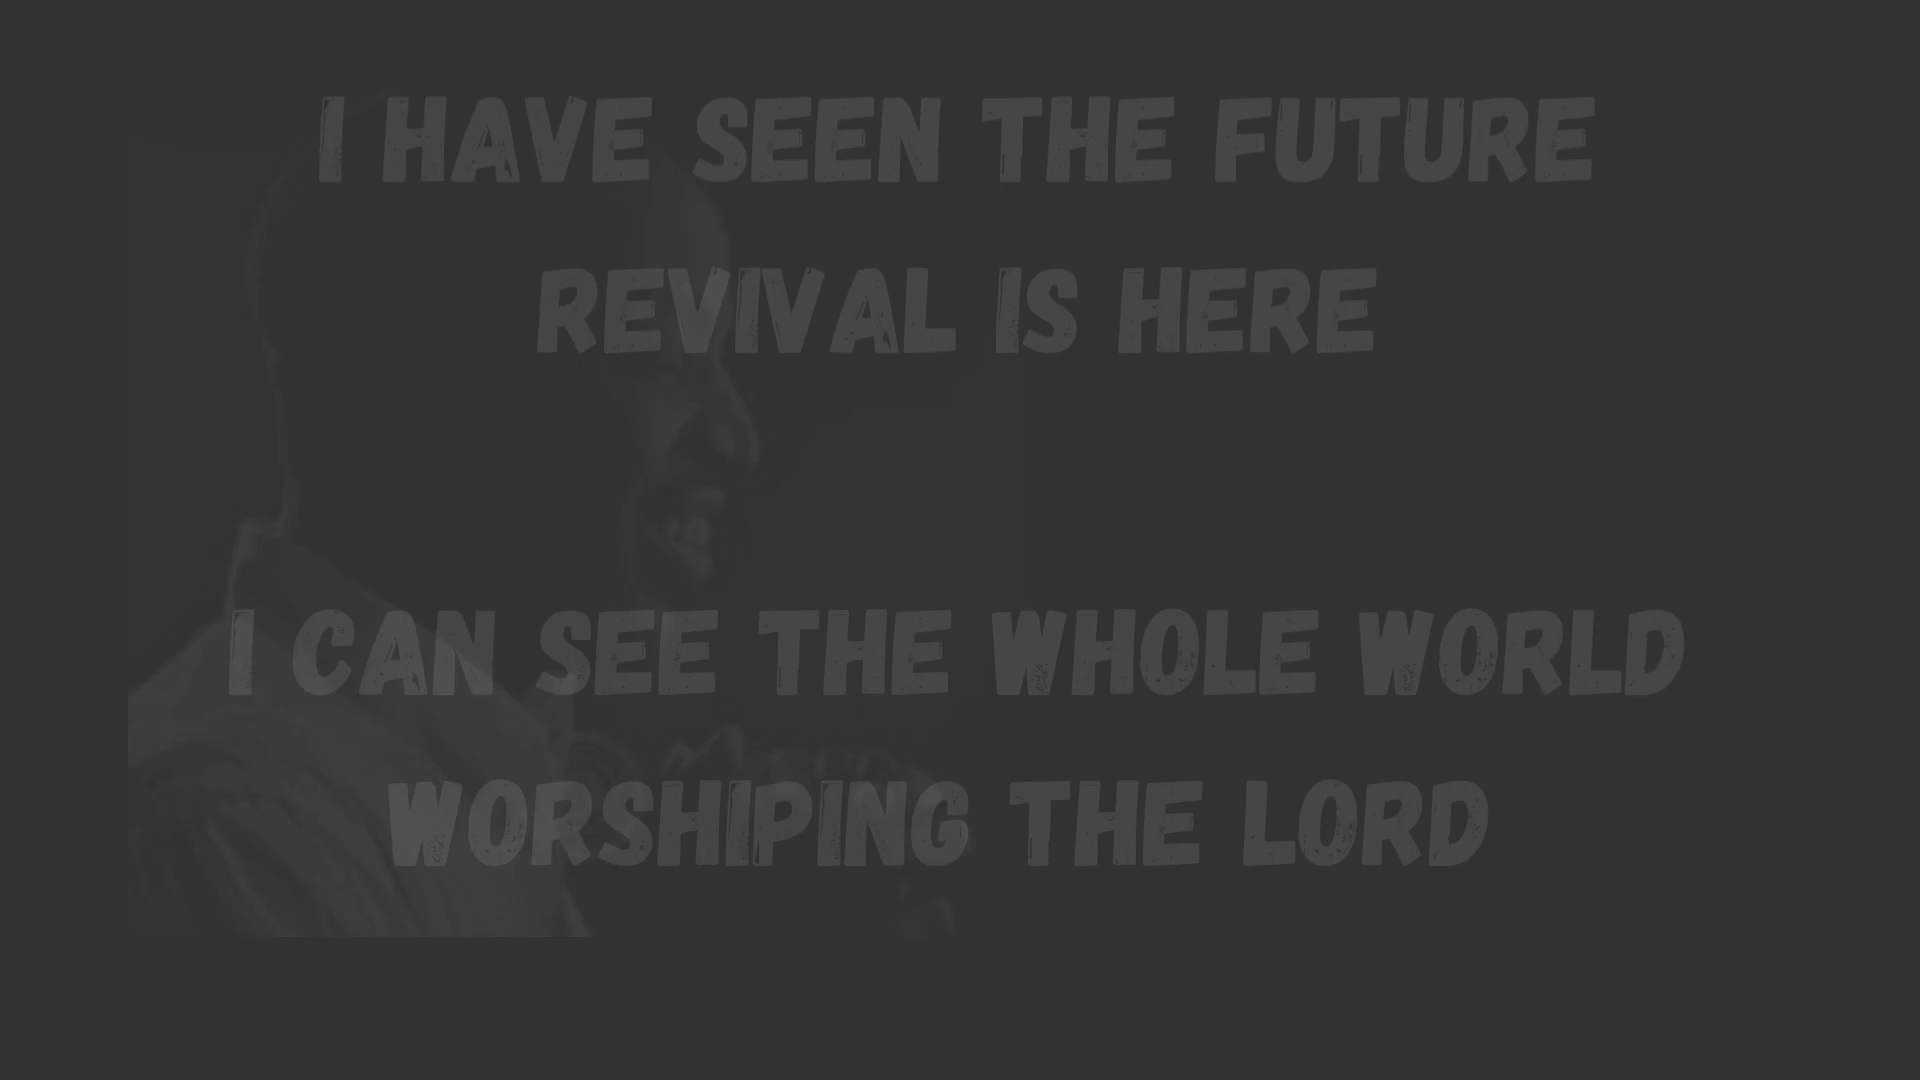 I HAVE SEEN THE FUTURE
REVIVAL IS HERE
I CAN SEE THE WHOLE WORLD
WORSHIPING THE LORD